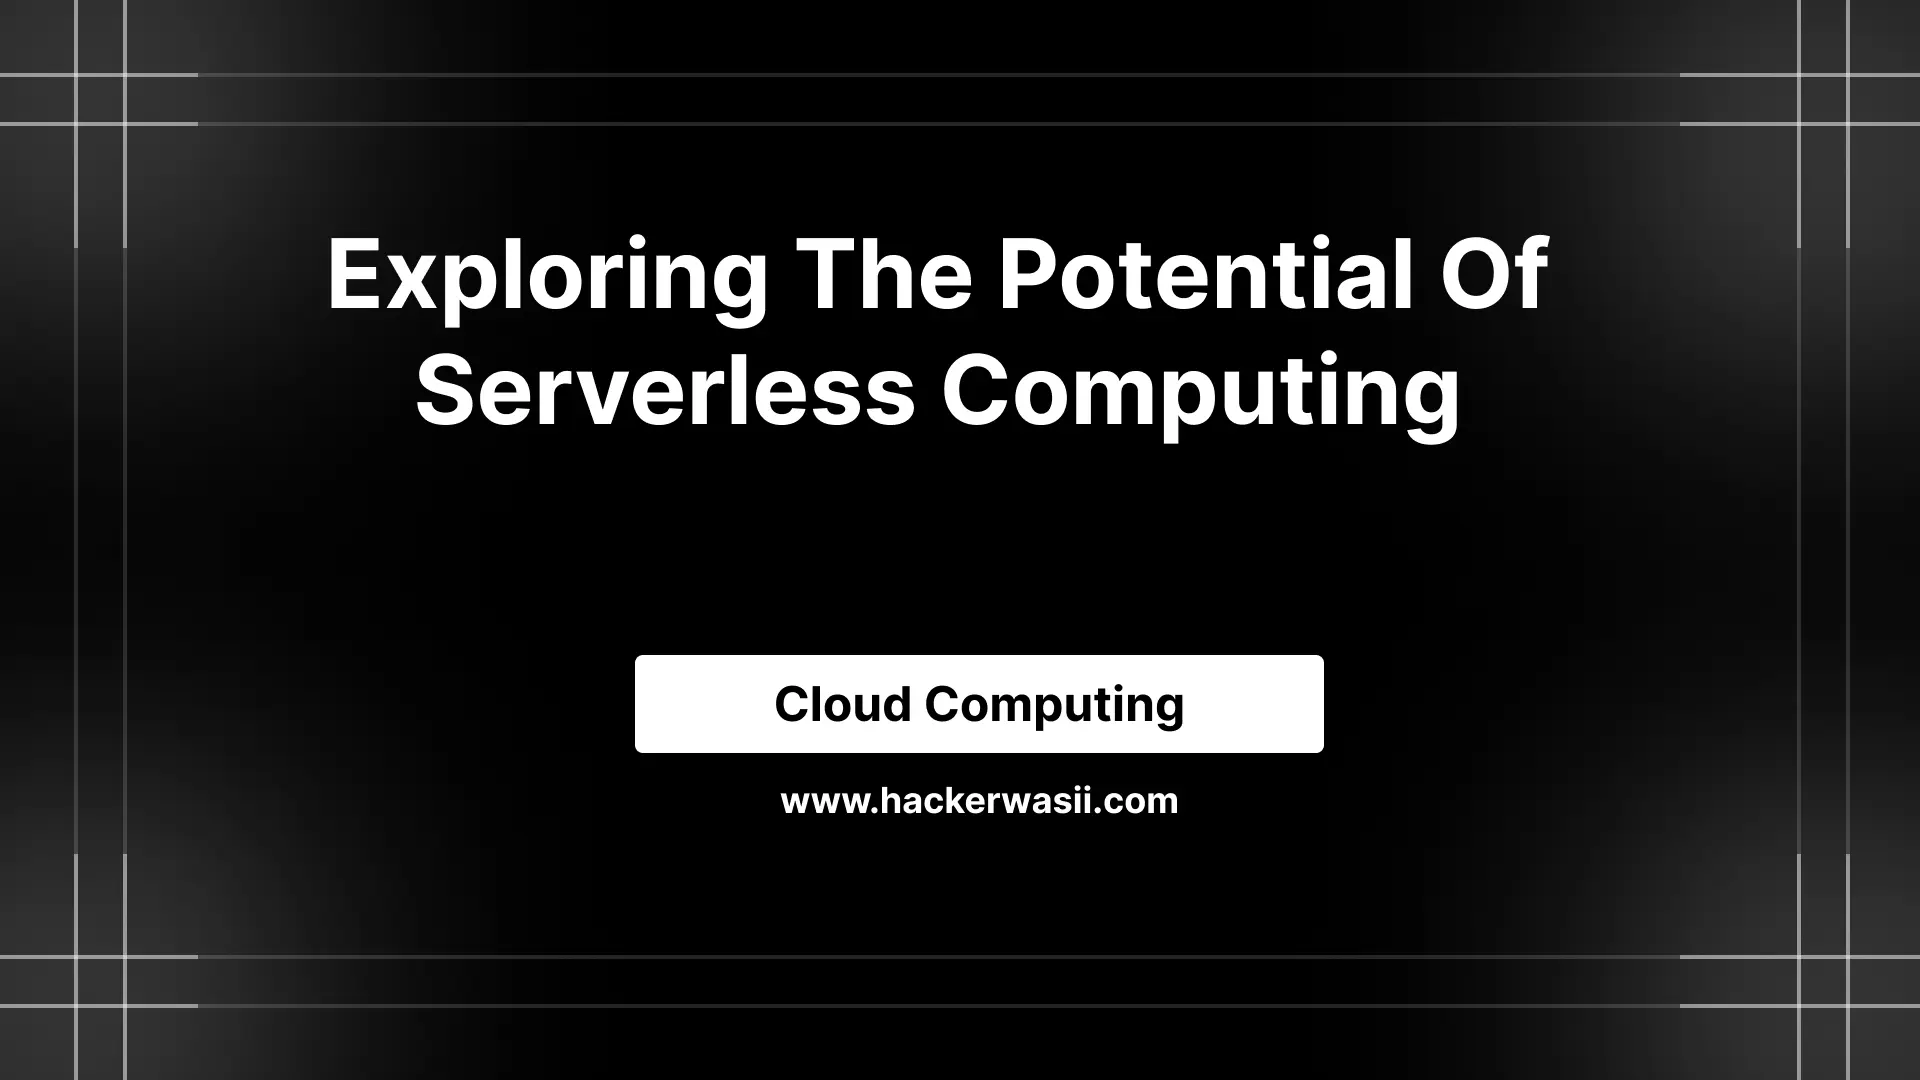 Exploring The Potential Of
Serverless Computing
Cloud Computing
www.hackerwasii.com